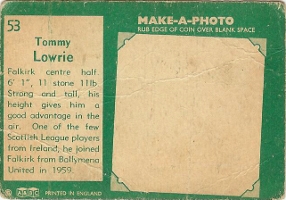 53
Tommy
Lowrie
Falkirk centre half.
6' 1", 11 stone 11lb.
Strong and tall, his
height gives him a
good advantage in the
air. One of the few
Scottish League players
from Ireland; he joined
Falkirk from Ballymena
United in 1959.
PRINTED IN ENGLAND
MAKE-A-PHOTO
RUB EDGE OF COIN OVER BLANK SPACE